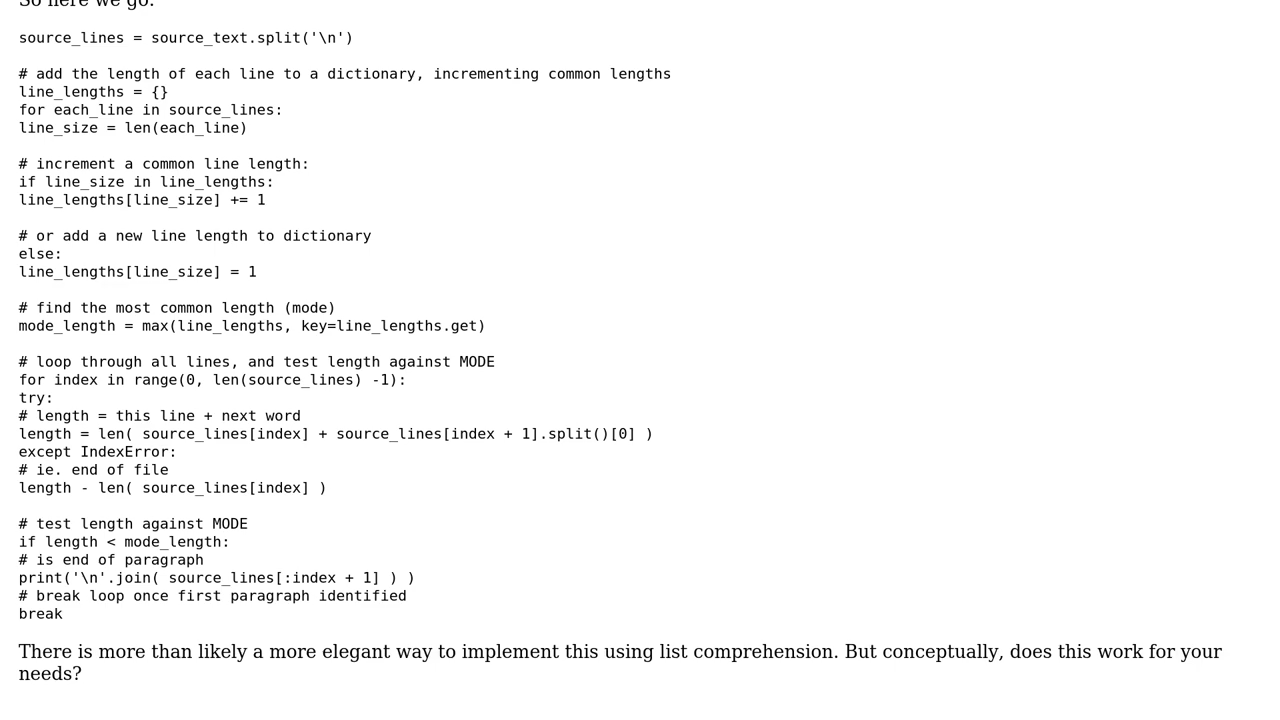 So here we go:
source_lines = source_text.split('\n')
# add the length of each line to a dictionary, incrementing common lengths
line_lengths = {}
for each_line in source_lines:
line_size = len(each_line)
# increment a common line length:
if line_size in line_lengths:
line_lengths[line_size] += 1
# or add a new line length to dictionary
else:
line_lengths[line_size] = 1
# find the most common length (mode)
mode_length = max(line_lengths, key=line_lengths.get)
# loop through all lines, and test length against MODE
for index in range(0, len(source_lines) -1):
try:
# length = this line + next word
length = len( source_lines[index] + source_lines[index + 1].split()[0] )
except IndexError:
# ie. end of file
length - len( source_lines[index] )
# test length against MODE
if length < mode_length:
# is end of paragraph
print('\n'.join( source_lines[:index + 1] ) )
# break loop once first paragraph identified
break
There is more than likely a more elegant way to implement this using list comprehension. But conceptually, does this work for your
needs?